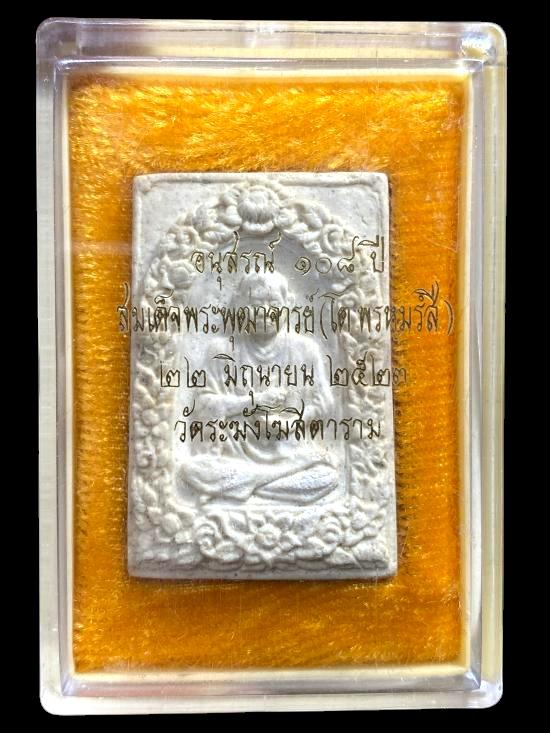 อนุสรณ์ ๑๐๘ ปี
สมเด็จพระพุฒาจารย์ (โต พรหมรังสี)
๒๒ มิถุนายน ๒๕๒๓
วัดระฆังโฆสิตาราม